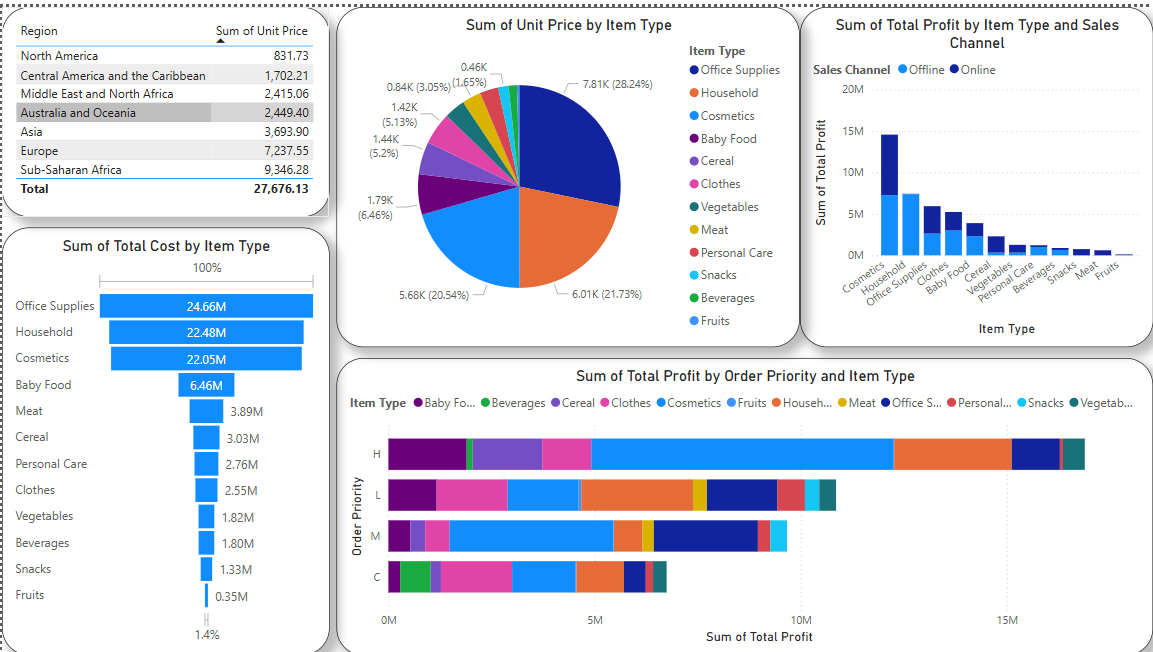 Region Sum of Unit Price
North America 831.73
Central America and the Caribbean 1,702.21
Middle East and North Africa 2,415.06
Australia and Oceania 2,449.40
Asia 3,693.90
Europe 7,237.55
Sub-Saharan Africa 9,346.28
Total 27,676.13
Sum of Unit Price by Item Type
0.46K
(1.65%)
0.84K (3.05%)
1.42K
(5.13%)
1.44K
(5.2%)
1.79K
(6.46%)
5.68K (20.54%)
6.01K (21.73%)
7.81K (28.24%)
Item Type
Office Supplies
Household
Cosmetics
Baby Food
Cereal
Clothes
Vegetables
Meat
Personal Care
Snacks
Beverages
Fruits
Sum of Total Profit by Item Type and Sales
Channel
Sales Channel Offline Online
Sum of Total Profit
20M
15M
10M
5M
0M
Cosmetics
Household
Office Supplies
Clothes
Baby Food
Cereal
Vegetables
Personal Care
Beverages
Snacks
Meat
Fruits
Item Type
Sum of Total Cost by Item Type
100%
Office Supplies 24.66M
Household 22.48M
Cosmetics 22.05M
Baby Food 6.46M
Meat 3.89M
Cereal 3.03M
Personal Care 2.76M
Clothes 2.55M
Vegetables 1.82M
Beverages 1.80M
Snacks 1.33M
Fruits 0.35M
1.4%
Sum of Total Profit by Order Priority and Item Type
Item Type Baby Fo... Beverages Cereal Clothes Cosmetics Fruits Househ... Meat Office S... Personal... Snacks Vegetab...
Order Priority
H
L
M
C
0M 5M 10M 15M
Sum of Total Profit